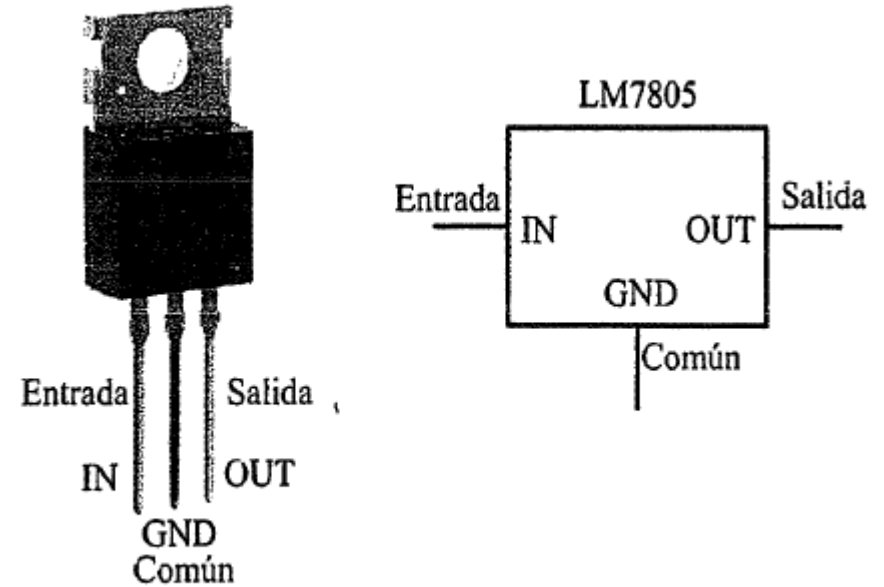 LM7805
Entrada
Salida
IN
OUT
GND
Común
Entrada
Salida
IN
OUT
GND
Común